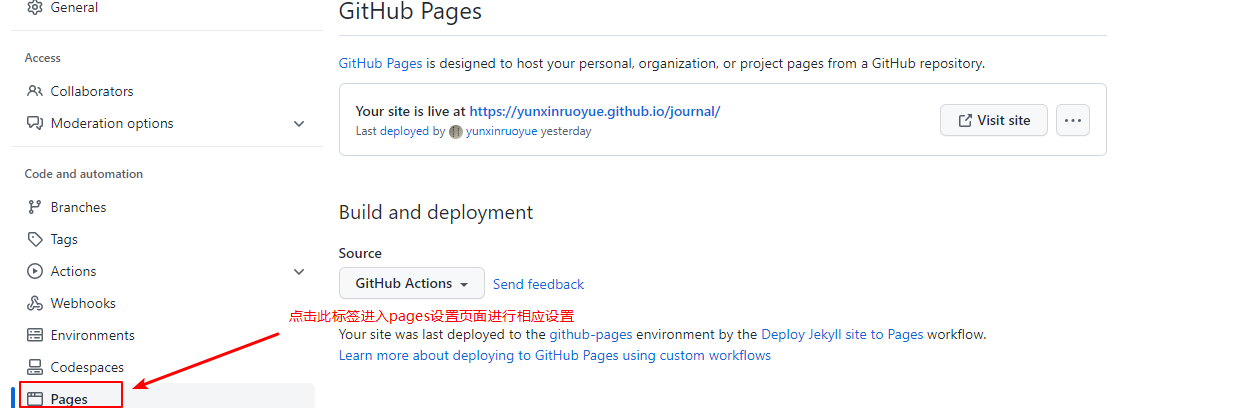 General
Access
Collaborators
Moderation options
Code and automation
Branches
Tags
Actions
Webhooks
Environments
Codespaces
Pages
GitHub Pages
GitHub Pages is designed to host your personal, organization, or project pages from a GitHub repository.
Your site is live at https://yunxinruoyue.github.io/journal/
Last deployed by yunxinruoyue yesterday
Visit site
Build and deployment
Source
GitHub Actions
Send feedback
点击此标签进入pages设置页面进行相应设置
Your site was last deployed to the github-pages environment by the Deploy Jekyll site to Pages workflow.
Learn more about deploying to GitHub Pages using custom workflows